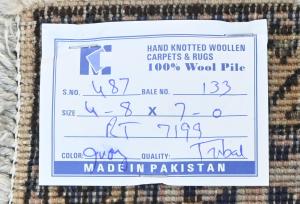 HAND KNOTTED WOOLLEN
CARPETS & RUGS
100% Wool Pile
S.NO. 487 BALE NO. 133
SIZE 4-8 x 7-0
RT 7199
COLOR: QUALITY: Tribal
MADE IN PAKISTAN